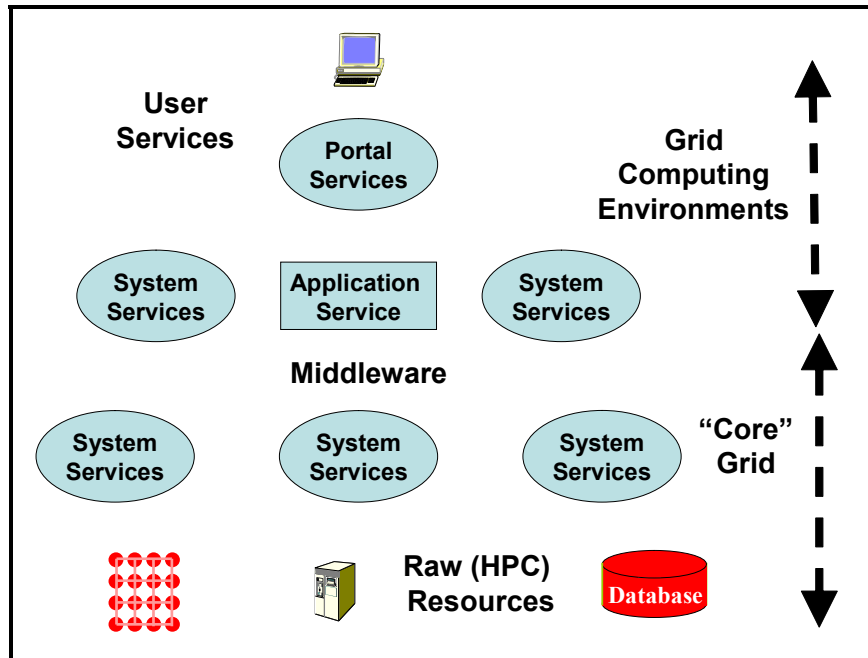 User
Services
Portal
Services
Grid
Computing
Environments
System
Services
Application
Service
System
Services
Middleware
System
Services
System
Services
System
Services
“Core”
Grid
Raw (HPC)
Resources
Database